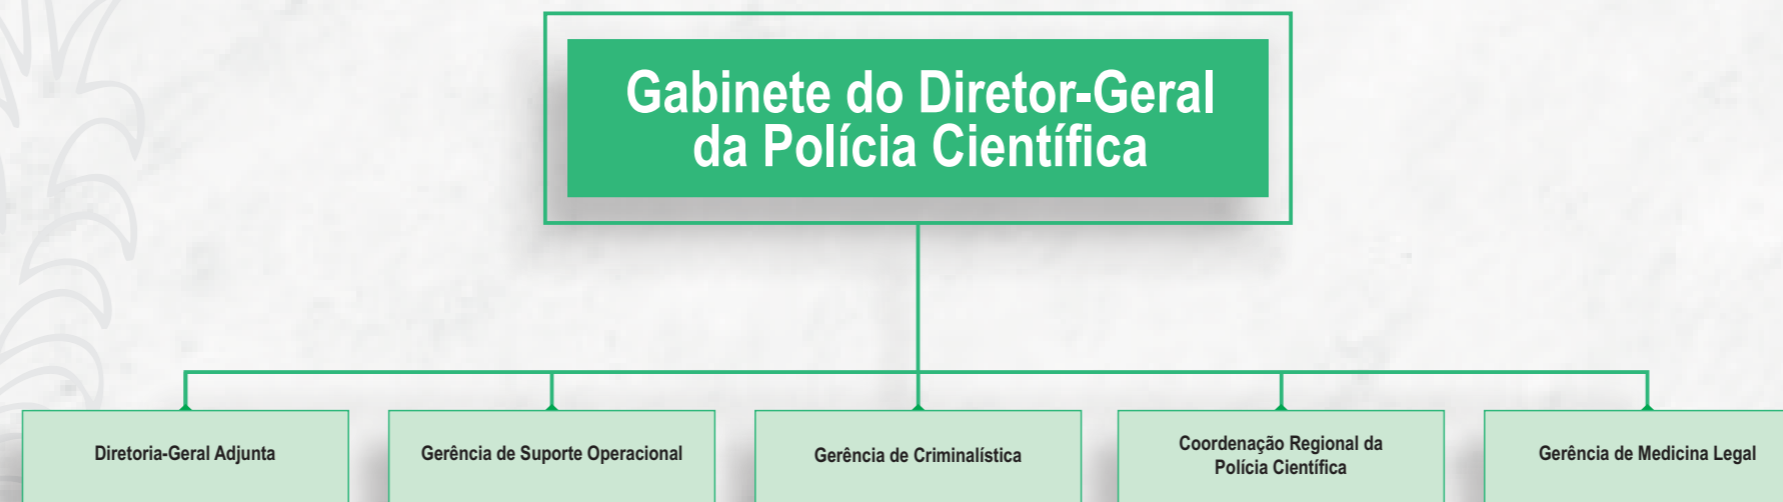 Gabinete do Diretor-Geral
da Polícia Científica
Diretoria-Geral Adjunta
Gerência de Suporte Operacional
Gerência de Criminalística
Coordenação Regional da
Polícia Científica
Gerência de Medicina Legal